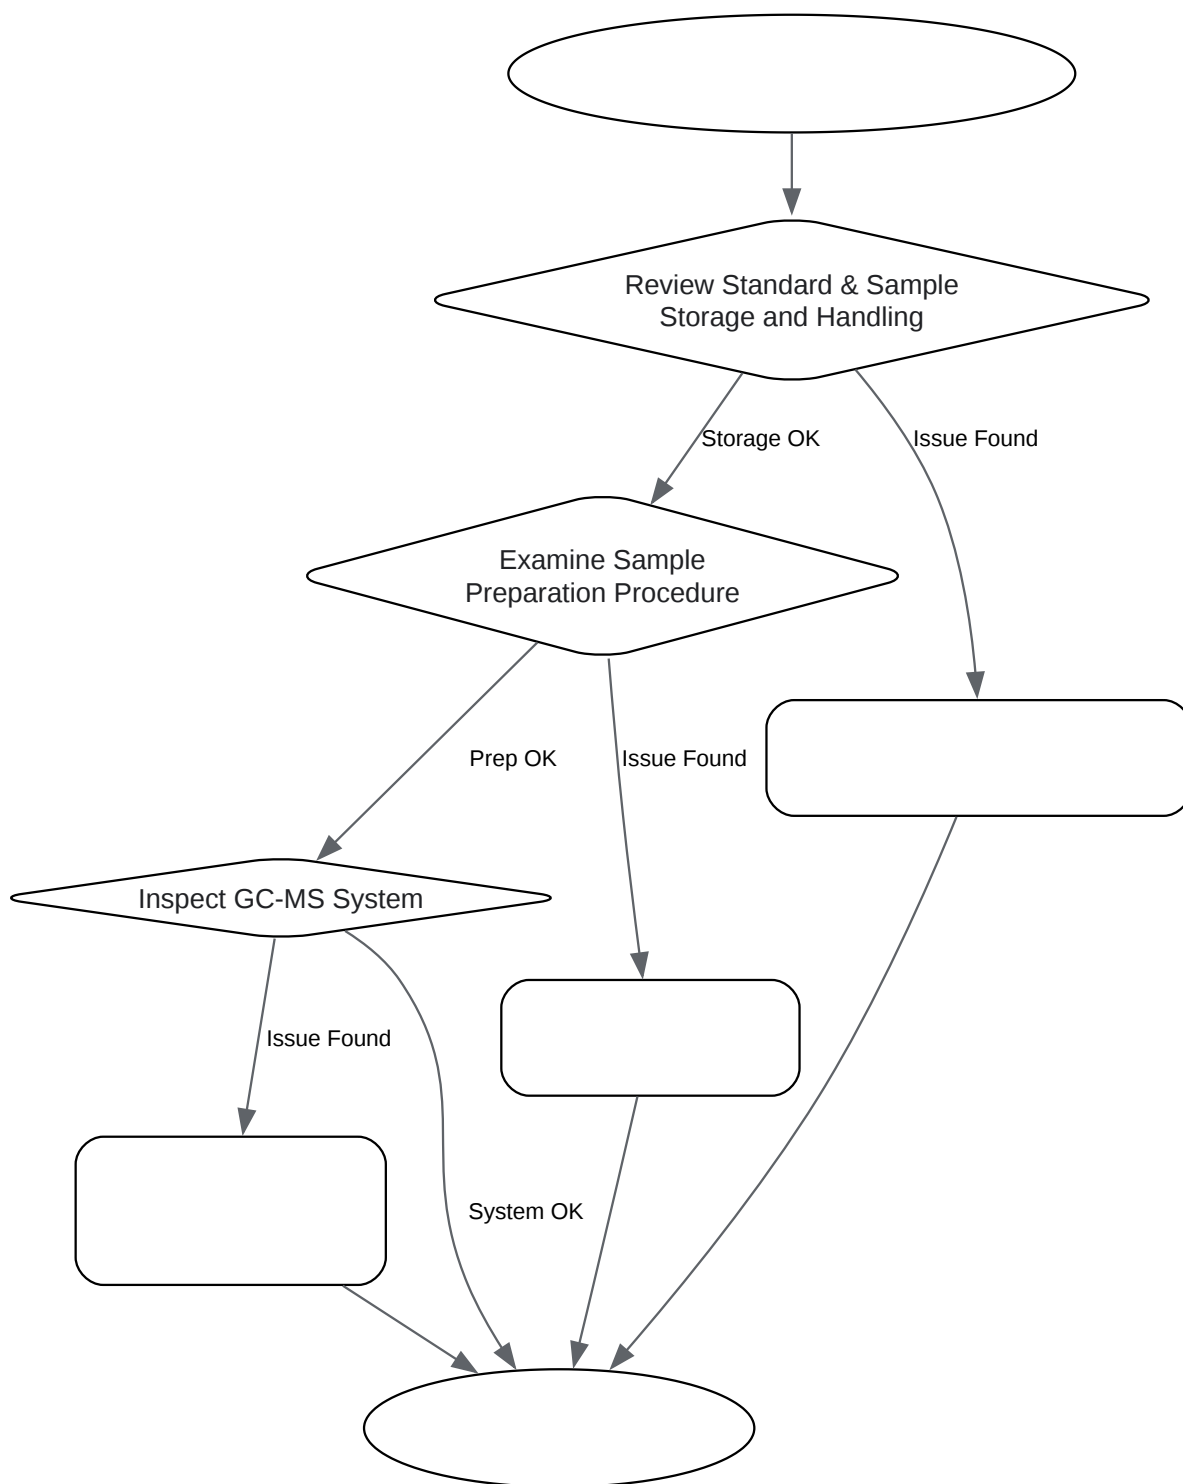 Review Standard & Sample
Storage and Handling
Storage OK
Issue Found
Examine Sample
Preparation Procedure
Prep OK
Issue Found
Inspect GC-MS System
Issue Found
System OK